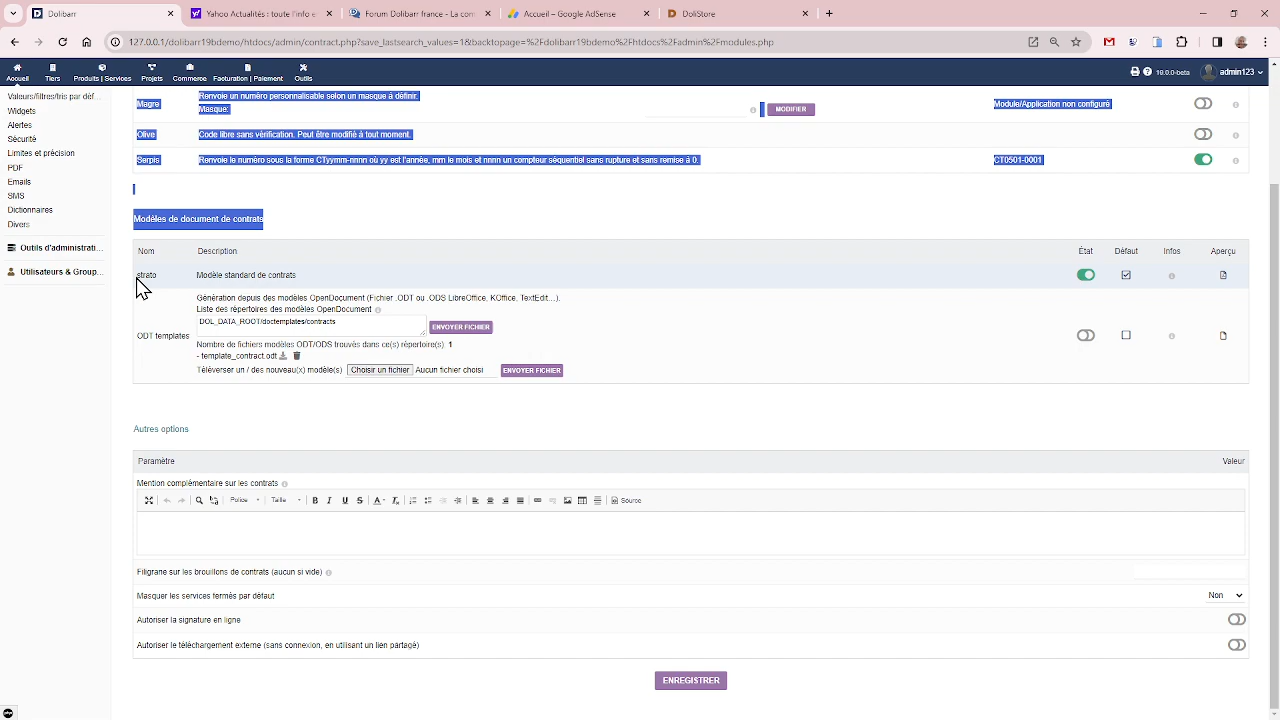 Dolibarr
Yahoo Actualités : toute l'info e
Forum Dolibarr france - La con
Accueil – Google AdSense
DoliStore
127.0.0.1/dolibarr19bdemo/htdocs/admin/contract.php?save_lastsearch_values=1&backtopage=%2Fdolibarr19bdemo%2Fhtdocs%2Fadmin%2Fmodules.php
Accueil
Tiers
Produits | Services
Projets
Commerce
Facturation | Paiement
Outils
19.0.0-beta
admin123
Valeurs/filtres/tris par déf...
Widgets
Alertes
Sécurité
Limites et précision
PDF
Emails
SMS
Dictionnaires
Divers
Outils d'administrati...
Utilisateurs & Group...
Magre
Renvoie un numéro personnalisable selon un masque à définir.
Masque:
MODIFIER
Module/Application non configuré
Olive
Code libre sans vérification. Peut être modifié à tout moment.
Serpis
Renvoie le numéro sous la forme CTyymm-nnnn où yy est l'année, mm le mois et nnnn un compteur séquentiel sans rupture et sans remise à 0.
CT0501-0001
Modèles de document de contrats
Nom Description État Défaut Infos Aperçu
strato Modèle standard de contrats
ODT templates
Génération depuis des modèles OpenDocument (Fichier .ODT ou .ODS LibreOffice, KOffice, TextEdit...).
Liste des répertoires des modèles OpenDocument
DOL_DATA_ROOT/doctemplates/contracts
ENVOYER FICHIER
Nombre de fichiers modèles ODT/ODS trouvés dans ce(s) répertoire(s) 1
- template_contract.odt
Téléverser un / des nouveau(x) modèle(s) Choisir un fichier Aucun fichier choisi ENVOYER FICHIER
Autres options
Paramètre Valeur
Mention complémentaire sur les contrats
Police Taille B I U S A Source
Filigrane sur les brouillons de contrats (aucun si vide)
Masquer les services fermés par défaut Non
Autoriser la signature en ligne
Autoriser le téléchargement externe (sans connexion, en utilisant un lien partagé)
ENREGISTRER